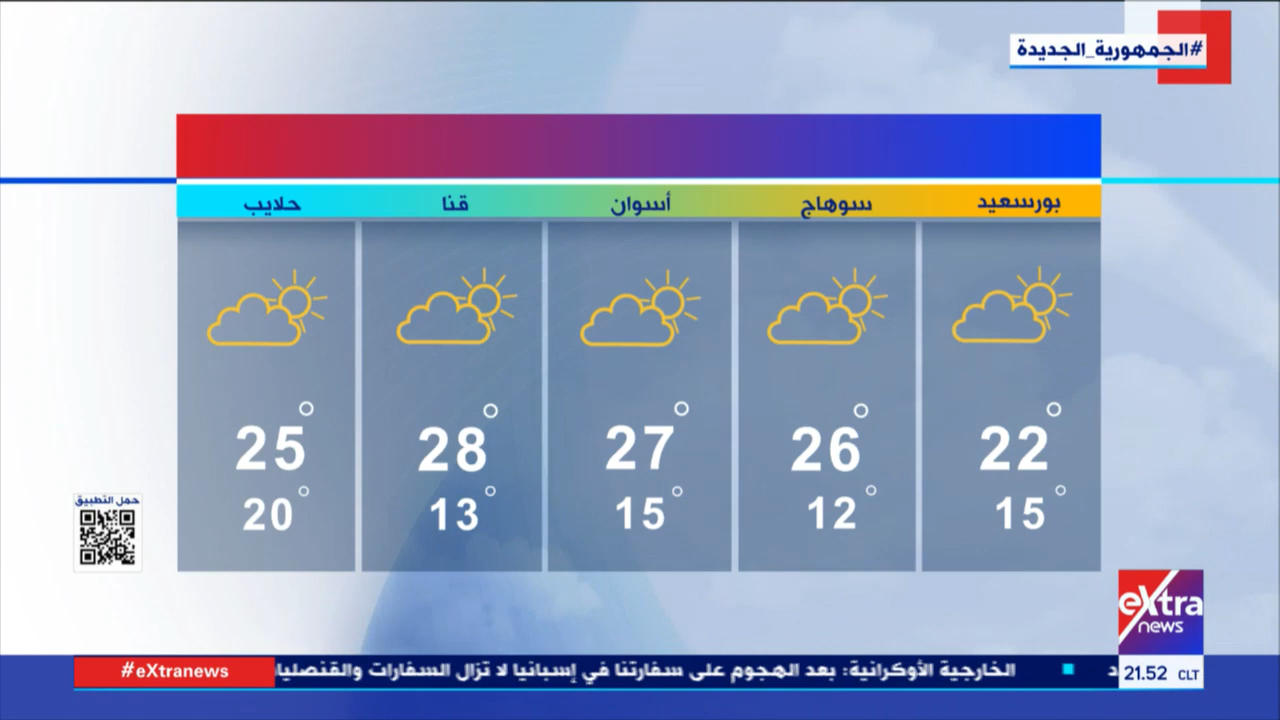 #الجمهورية_الجديدة
بورسعيد
سوهاج
أسوان
قنا
حلايب
22°
26°
27°
28°
25°
15°
12°
15°
13°
20°
حمل التطبيق
eXtra
news
#eXtranews
الخارجية الأوكرانية: بعد الهجوم على سفارتنا في إسبانيا لا تزال السفارات
21.52 CLT